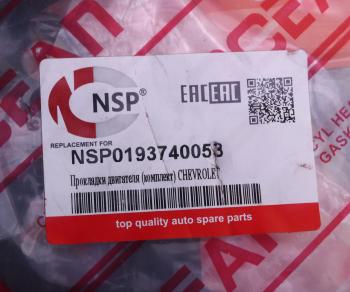 NSP®
EAC EAC
REPLACEMENT FOR
NSP0193740053
Прокладки двигателя (комплект) CHEVROLET
top quality auto spare parts